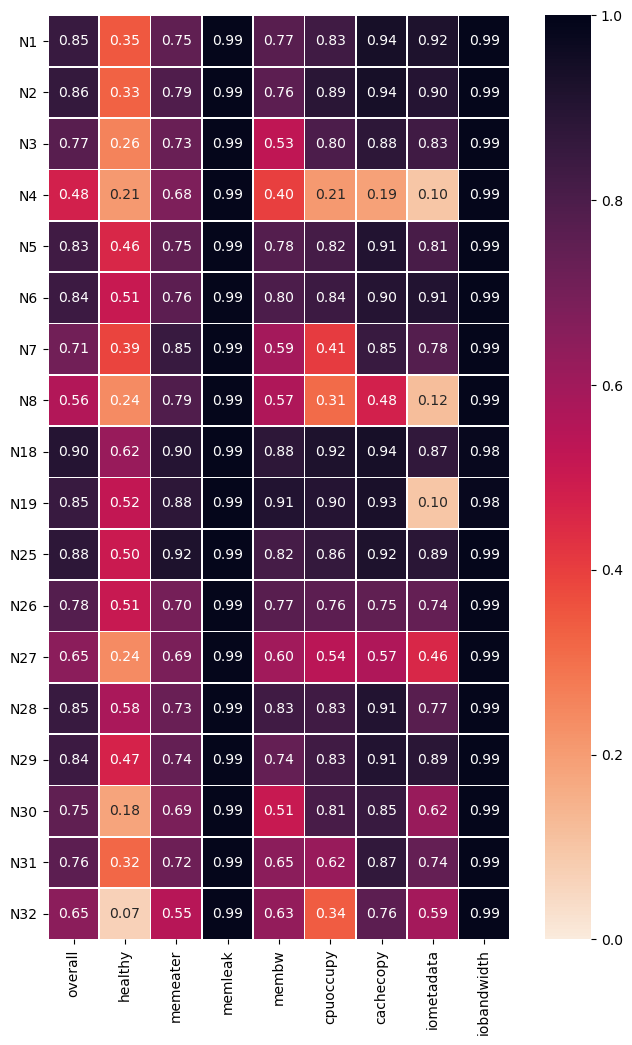 N1 0.85 0.35 0.75 0.99 0.77 0.83 0.94 0.92 0.99
N2 0.86 0.33 0.79 0.99 0.76 0.89 0.94 0.90 0.99
N3 0.77 0.26 0.73 0.99 0.53 0.80 0.88 0.83 0.99
N4 0.48 0.21 0.68 0.99 0.40 0.21 0.19 0.10 0.99
N5 0.83 0.46 0.75 0.99 0.78 0.82 0.91 0.81 0.99
N6 0.84 0.51 0.76 0.99 0.80 0.84 0.90 0.91 0.99
N7 0.71 0.39 0.85 0.99 0.59 0.41 0.85 0.78 0.99
N8 0.56 0.24 0.79 0.99 0.57 0.31 0.48 0.12 0.99
N18 0.90 0.62 0.90 0.99 0.88 0.92 0.94 0.87 0.98
N19 0.85 0.52 0.88 0.99 0.91 0.90 0.93 0.10 0.98
N25 0.88 0.50 0.92 0.99 0.82 0.86 0.92 0.89 0.99
N26 0.78 0.51 0.70 0.99 0.77 0.76 0.75 0.74 0.99
N27 0.65 0.24 0.69 0.99 0.60 0.54 0.57 0.46 0.99
N28 0.85 0.58 0.73 0.99 0.83 0.83 0.91 0.77 0.99
N29 0.84 0.47 0.74 0.99 0.74 0.83 0.91 0.89 0.99
N30 0.75 0.18 0.69 0.99 0.51 0.81 0.85 0.62 0.99
N31 0.76 0.32 0.72 0.99 0.65 0.62 0.87 0.74 0.99
N32 0.65 0.07 0.55 0.99 0.63 0.34 0.76 0.59 0.99
overall
healthy
memeater
memleak
membw
cpuoccupy
cachecopy
iometadata
iobandwidth
1.0
0.8
0.6
0.4
0.2
0.0